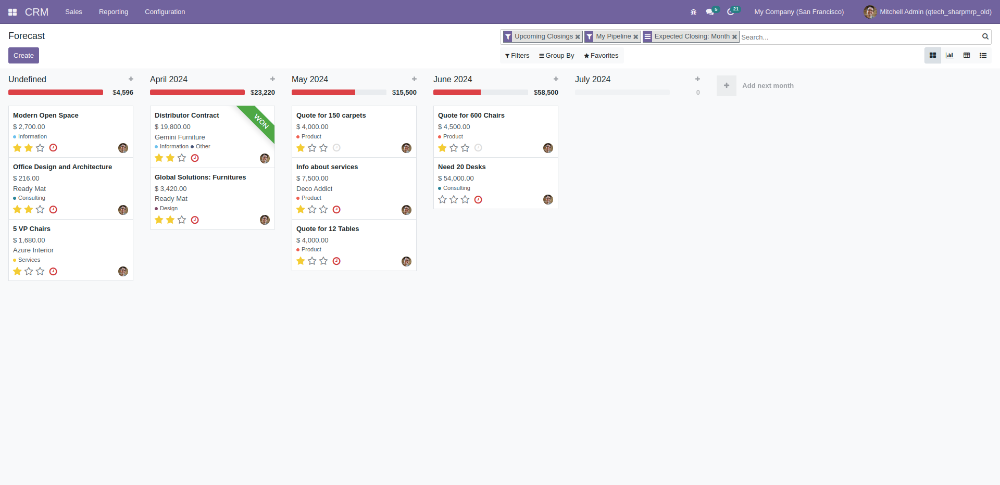 CRM Sales Reporting Configuration 5 21 My Company (San Francisco) Mitchell Admin (qtech_sharpmrp_old)
Forecast
Upcoming Closings My Pipeline Expected Closing: Month Search...
Create
Filters Group By Favorites
Undefined
$4,596
Modern Open Space
$ 2,700.00
Information
Office Design and Architecture
$ 216.00
Ready Mat
Consulting
5 VP Chairs
$ 1,680.00
Azure Interior
Services
April 2024
$23,220
Distributor Contract
WON
$ 19,800.00
Gemini Furniture
Information Other
Global Solutions: Furnitures
$ 3,420.00
Ready Mat
Design
May 2024
$15,500
Quote for 150 carpets
$ 4,000.00
Product
Info about services
$ 7,500.00
Deco Addict
Product
Quote for 12 Tables
$ 4,000.00
Product
June 2024
$58,500
Quote for 600 Chairs
$ 4,500.00
Product
Need 20 Desks
$ 54,000.00
Consulting
July 2024
0
Add next month